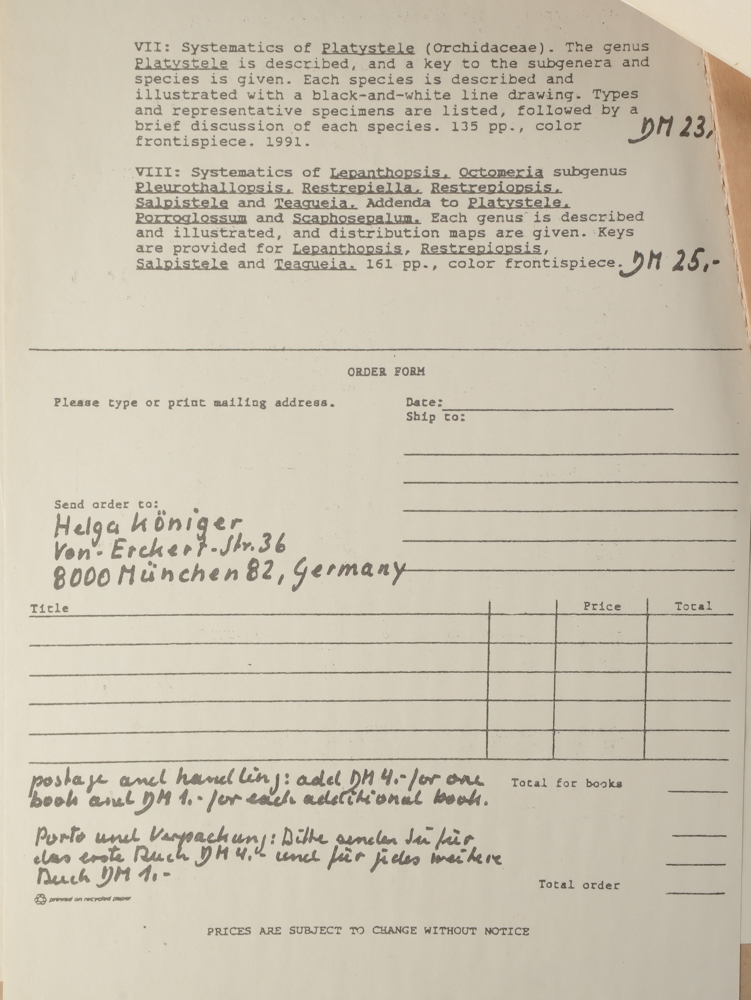 VII: Systematics of Platystele (Orchidaceae). The genus
Platystele is described, and a key to the subgenera and
species is given. Each species is described and
illustrated with a black-and-white line drawing. Types
and representative specimens are listed, followed by a
brief discussion of each species. 135 pp., color
frontispiece. 1991. DM 23,
VIII: Systematics of Lepanthopsis, Octomeria subgenus
Pleurothallopsis, Restrepiella, Restrepiopsis,
Salpistele and Teagueia. Addenda to Platystele,
Porroglossum and Scaphosepalum. Each genus is described
and illustrated, and distribution maps are given. Keys
are provided for Lepanthopsis, Restrepiopsis,
Salpistele and Teagueia. 161 pp., color frontispiece. DM 25,-
ORDER FORM
Please type or print mailing address.
Date:
Ship to:
Send order to:
Helga Königer
Von-Erckert-Str. 36
8000 München 82, Germany
Title Price Total
postage and handling: add DM 4.- for one
book and DM 1.- for each additional book.
Total for books
Porto und Verpackung: Bitte senden Sie für
das erste Buch DM 4.- und für jedes weitere
Buch DM 1.-
Total order
printed on recycled paper
PRICES ARE SUBJECT TO CHANGE WITHOUT NOTICE